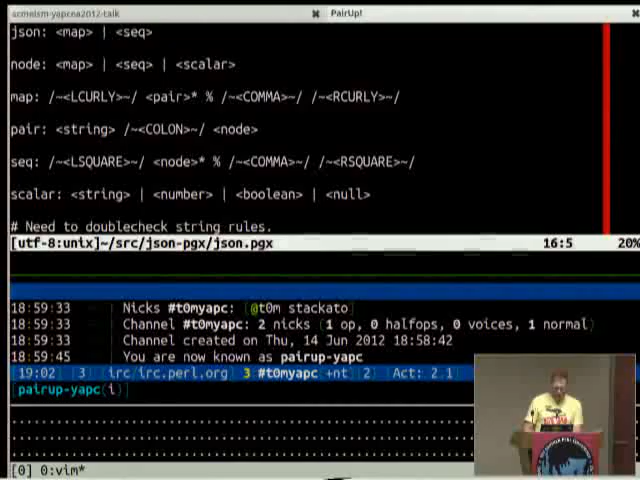 acmeism-yapcna2012-talk ✖ PairUp! ✖
json: <map> | <seq>
node: <map> | <seq> | <scalar>
map: /~<LCURLY>~/ <pair>* % /~<COMMA>~/ /~<RCURLY>~/
pair: <string> /~<COLON>~/ <node>
seq: /~<LSQUARE>~/ <node>* % /~<COMMA>~/ /~<RSQUARE>~/
scalar: <string> | <number> | <boolean> | <null>
# Need to doublecheck string rules.
[utf-8:unix]~/src/json-pgx/json.pgx 16:5 20%
18:59:33 | Nicks #t0myapc: [@t0m stackato]
18:59:33 | Channel #t0myapc: 2 nicks (1 op, 0 halfops, 0 voices, 1 normal)
18:59:33 | Channel created on Thu, 14 Jun 2012 18:58:42
18:59:45 | You are now known as pairup-yapc
[19:02] [3] [irc/irc.perl.org] 3 #t0myapc +nt [2] [Act: 2.1]
[pairup-yapc(i)]
[0] 0:vim*